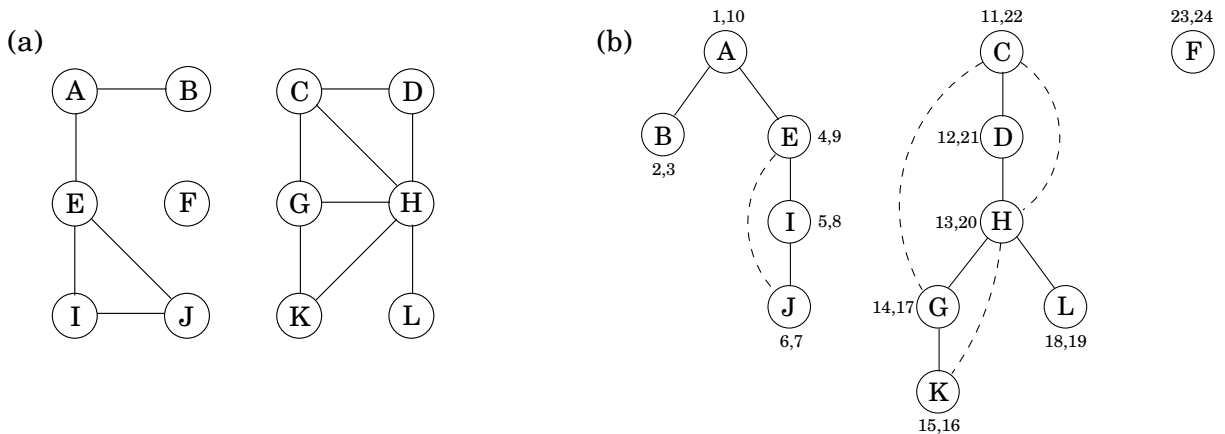 (a)
A B C D
E F G H
I J K L
(b)
1,10 11,22 23,24
A C F
B E 4,9 12,21 D
2,3
I 5,8 13,20 H
J 14,17 G L
6,7 18,19
K
15,16